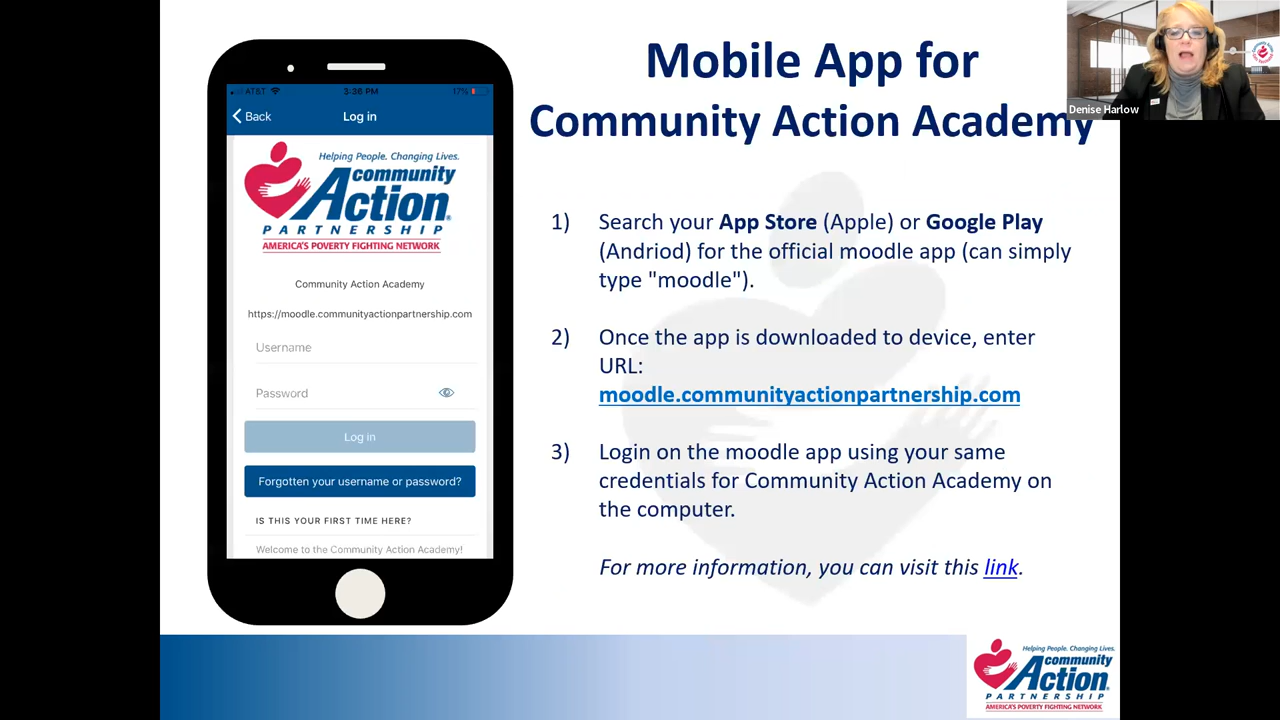 Mobile App for
Community Action Academy
Denise Harlow
AT&T
3:36 PM
17%
Back
Log in
Helping People. Changing Lives.
community
Action
PARTNERSHIP
AMERICA'S POVERTY FIGHTING NETWORK
Community Action Academy
https://moodle.communityactionpartnership.com
Username
Password
Log in
Forgotten your username or password?
IS THIS YOUR FIRST TIME HERE?
Welcome to the Community Action Academy!
1) Search your App Store (Apple) or Google Play
(Andriod) for the official moodle app (can simply
type "moodle").
2) Once the app is downloaded to device, enter
URL:
moodle.communityactionpartnership.com
3) Login on the moodle app using your same
credentials for Community Action Academy on
the computer.
For more information, you can visit this link.
Helping People. Changing Lives.
community
Action
PARTNERSHIP
AMERICA'S POVERTY FIGHTING NETWORK